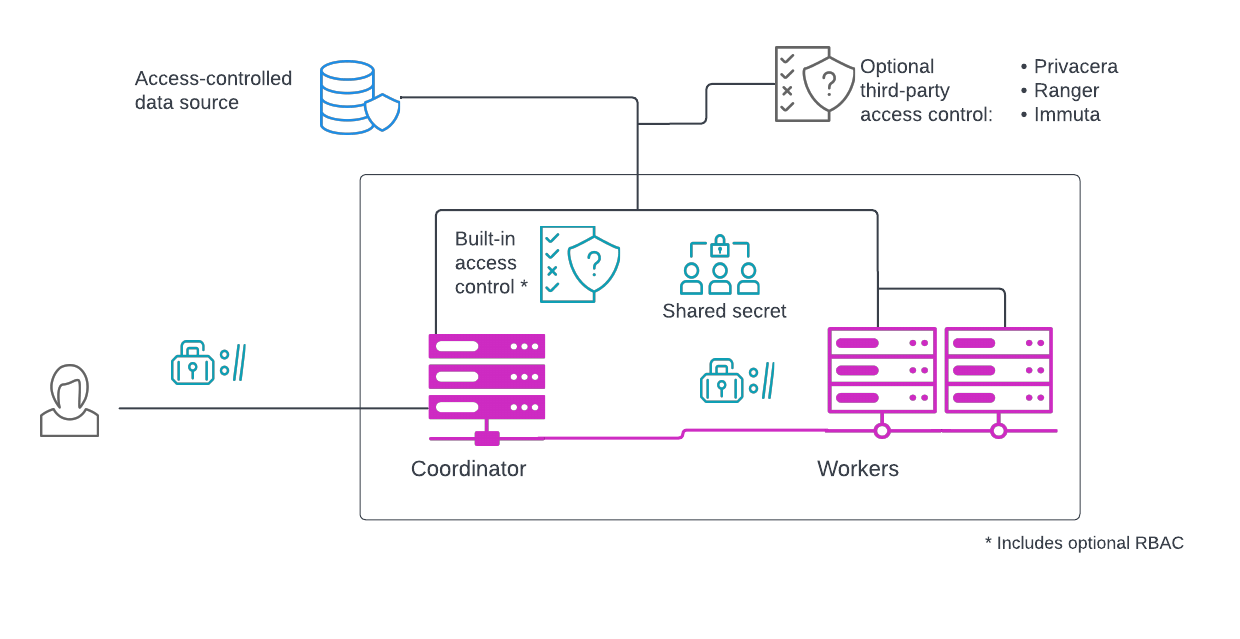 Access-controlled
data source
Optional
third-party
access control:
• Privacera
• Ranger
• Immuta
Built-in
access
control *
Shared secret
Coordinator
Workers
* Includes optional RBAC